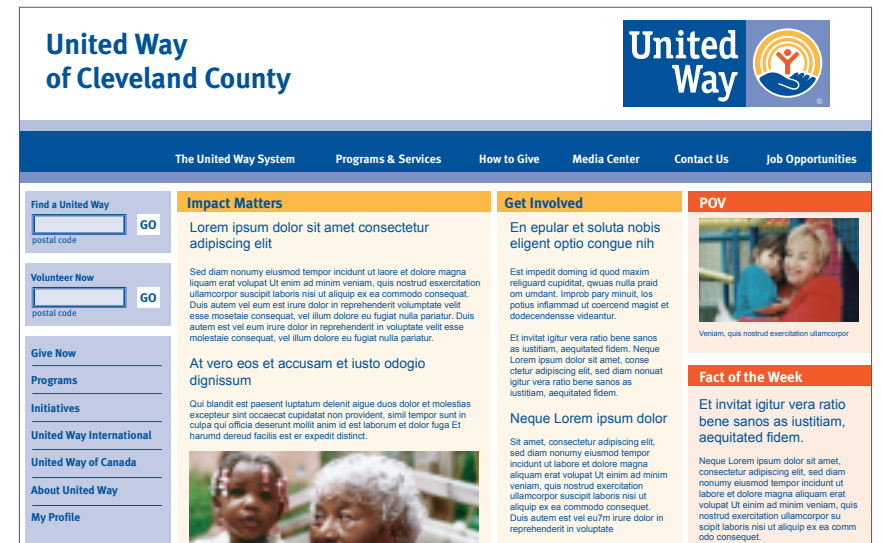 United Way
of Cleveland County
United
Way
®
The United Way System
Programs & Services
How to Give
Media Center
Contact Us
Job Opportunities
Find a United Way
GO
postal code
Volunteer Now
GO
postal code
Give Now
Programs
Initiatives
United Way International
United Way of Canada
About United Way
My Profile
Impact Matters
Lorem ipsum dolor sit amet consectetur
adipiscing elit
Sed diam nonumy eiusmod tempor incidunt ut laore et dolore magna
liquam erat volupat Ut enim ad minim veniam, quis nostrud esxercitation
ullamcorpor suscipit laboris nisi ut aliquip ex ea commodo consequat.
Duis autem vel eum est irure dolor in reprehenderit voluptate velit
esse mosetaie consequat, vel illum dolore eu fugiat nulla pariatur. Duis
autem est vel eum irure dolor in reprehenderit in voluptate velit esse
molestaie consequat, vel illum dolore eu fugiat nulla pariatur.
At vero eos et accusam et iusto odogio
dignissum
Qui blandit est paesent luptatum delenit aigue duos dolor et molestias
excepteur sint occaecat cupidatat non provident, simil tempor sunt in
culpa qui officia deserunt mollit anim id est laborum et dolor fuga Et
harumd dereud facilis est er expedit distinct.
Get Involved
En epular et soluta nobis
eligent optio congue nih
Est impedit doming id quod maxim
religuard cupiditat, qwuas nulla praid
om umdant. Improb pary minuit, los
potius inflammad ut coercend magist et
dodecendensse videantur.
Et invitat igitur vera ratio bene sanos
as iustitiam, aequitated fidem. Neque
Lorem ipsum dolor sit amet, conse
ctetur adipiscing elit, sed diam nonuat
igitur vera ratio bene sanos as
iustitiam, aequitated fidem.
Neque Lorem ipsum dolor
Sit amet, consectetur adipiscing elit,
sed diam nonumy eiusmod tempor
incidunt ut labore et dolore magna
aliquam erat volupat Ut enim ad minim
veniam, quis nostrud exercitation
ullamcorpor suscipit laboris nisi ut
aliquip ex ea commodo consequet.
Duis autem est vel eu7m irure dolor in
reprehenderit in voluptate
POV
Veniam, quis nostrud exercitation ullamcorpor
Fact of the Week
Et invitat igitur vera ratio
bene sanos as iustitiam,
aequitated fidem.
Neque Lorem ipsum dolor sit amet,
consectetur adipiscing elit, sed diam
nonumy eiusmod tempor incidunt ut
labore et dolore magna aliquam erat
volupat Ut enim ad minim veniam, quis
nostrud exercitation ullamcorpor su
scipit laboris nisi ut aliquip ex ea comm
odo consequet.